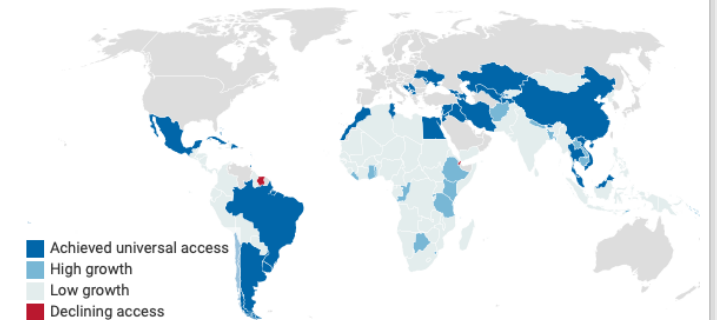 Achieved universal access
High growth
Low growth
Declining access